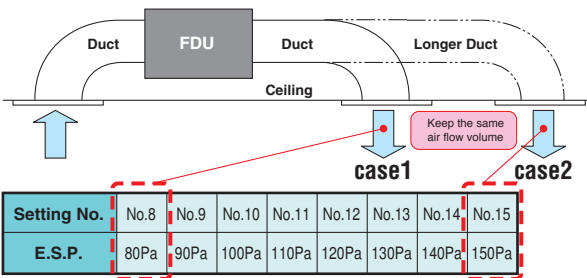 Duct
FDU
Duct
Longer Duct
Ceiling
Keep the same
air flow volume
case1
case2
Setting No. No.8 No.9 No.10 No.11 No.12 No.13 No.14 No.15
E.S.P. 80Pa 90Pa 100Pa 110Pa 120Pa 130Pa 140Pa 150Pa